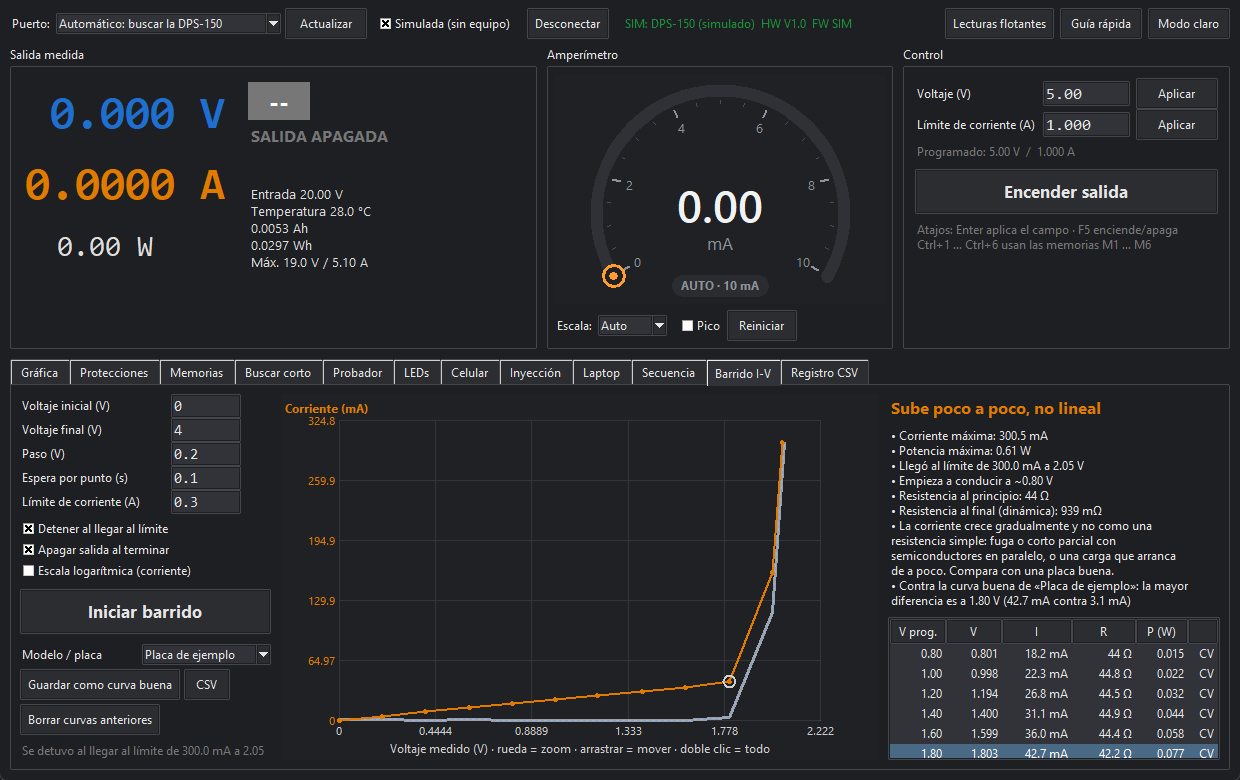 Puerto: Automático: buscar la DPS-150 Actualizar Simulada (sin equipo) Desconectar SIM: DPS-150 (simulado) HW V1.0 FW SIM Lecturas flotantes Guía rápida Modo claro
Salida medida
0.000 V
--
SALIDA APAGADA
0.0000 A
0.00 W
Entrada 20.00 V
Temperatura 28.0 °C
0.0053 Ah
0.0297 Wh
Máx. 19.0 V / 5.10 A
Amperímetro
0 2 4 6 8 10
0.00
mA
AUTO · 10 mA
Escala: Auto Pico Reiniciar
Control
Voltaje (V) 5.00 Aplicar
Límite de corriente (A) 1.000 Aplicar
Programado: 5.00 V / 1.000 A
Encender salida
Atajos: Enter aplica el campo · F5 enciende/apaga
Ctrl+1 ... Ctrl+6 usan las memorias M1 ... M6
Gráfica Protecciones Memorias Buscar corto Probador LEDs Celular Inyección Laptop Secuencia Barrido I-V Registro CSV
Voltaje inicial (V) 0
Voltaje final (V) 4
Paso (V) 0.2
Espera por punto (s) 0.1
Límite de corriente (A) 0.3
Detener al llegar al límite
Apagar salida al terminar
Escala logarítmica (corriente)
Iniciar barrido
Modelo / placa Placa de ejemplo
Guardar como curva buena CSV
Borrar curvas anteriores
Se detuvo al llegar al límite de 300.0 mA a 2.05
Corriente (mA)
324.8
259.9
194.9
129.9
64.97
0
0 0.4444 0.8889 1.333 1.778 2.222
Voltaje medido (V) · rueda = zoom · arrastrar = mover · doble clic = todo
Sube poco a poco, no lineal
• Corriente máxima: 300.5 mA
• Potencia máxima: 0.61 W
• Llegó al límite de 300.0 mA a 2.05 V
• Empieza a conducir a ~0.80 V
• Resistencia al principio: 44 Ω
• Resistencia al final (dinámica): 939 mΩ
• La corriente crece gradualmente y no como una
resistencia simple: fuga o corto parcial con
semiconductores en paralelo, o una carga que arranca
de a poco. Compara con una placa buena.
• Contra la curva buena de «Placa de ejemplo»: la mayor
diferencia es a 1.80 V (42.7 mA contra 3.1 mA)
V prog. V I R P (W)
0.80 0.801 18.2 mA 44 Ω 0.015 CV
1.00 0.998 22.3 mA 44.8 Ω 0.022 CV
1.20 1.194 26.8 mA 44.5 Ω 0.032 CV
1.40 1.400 31.1 mA 44.9 Ω 0.044 CV
1.60 1.599 36.0 mA 44.4 Ω 0.058 CV
1.80 1.803 42.7 mA 42.2 Ω 0.077 CV